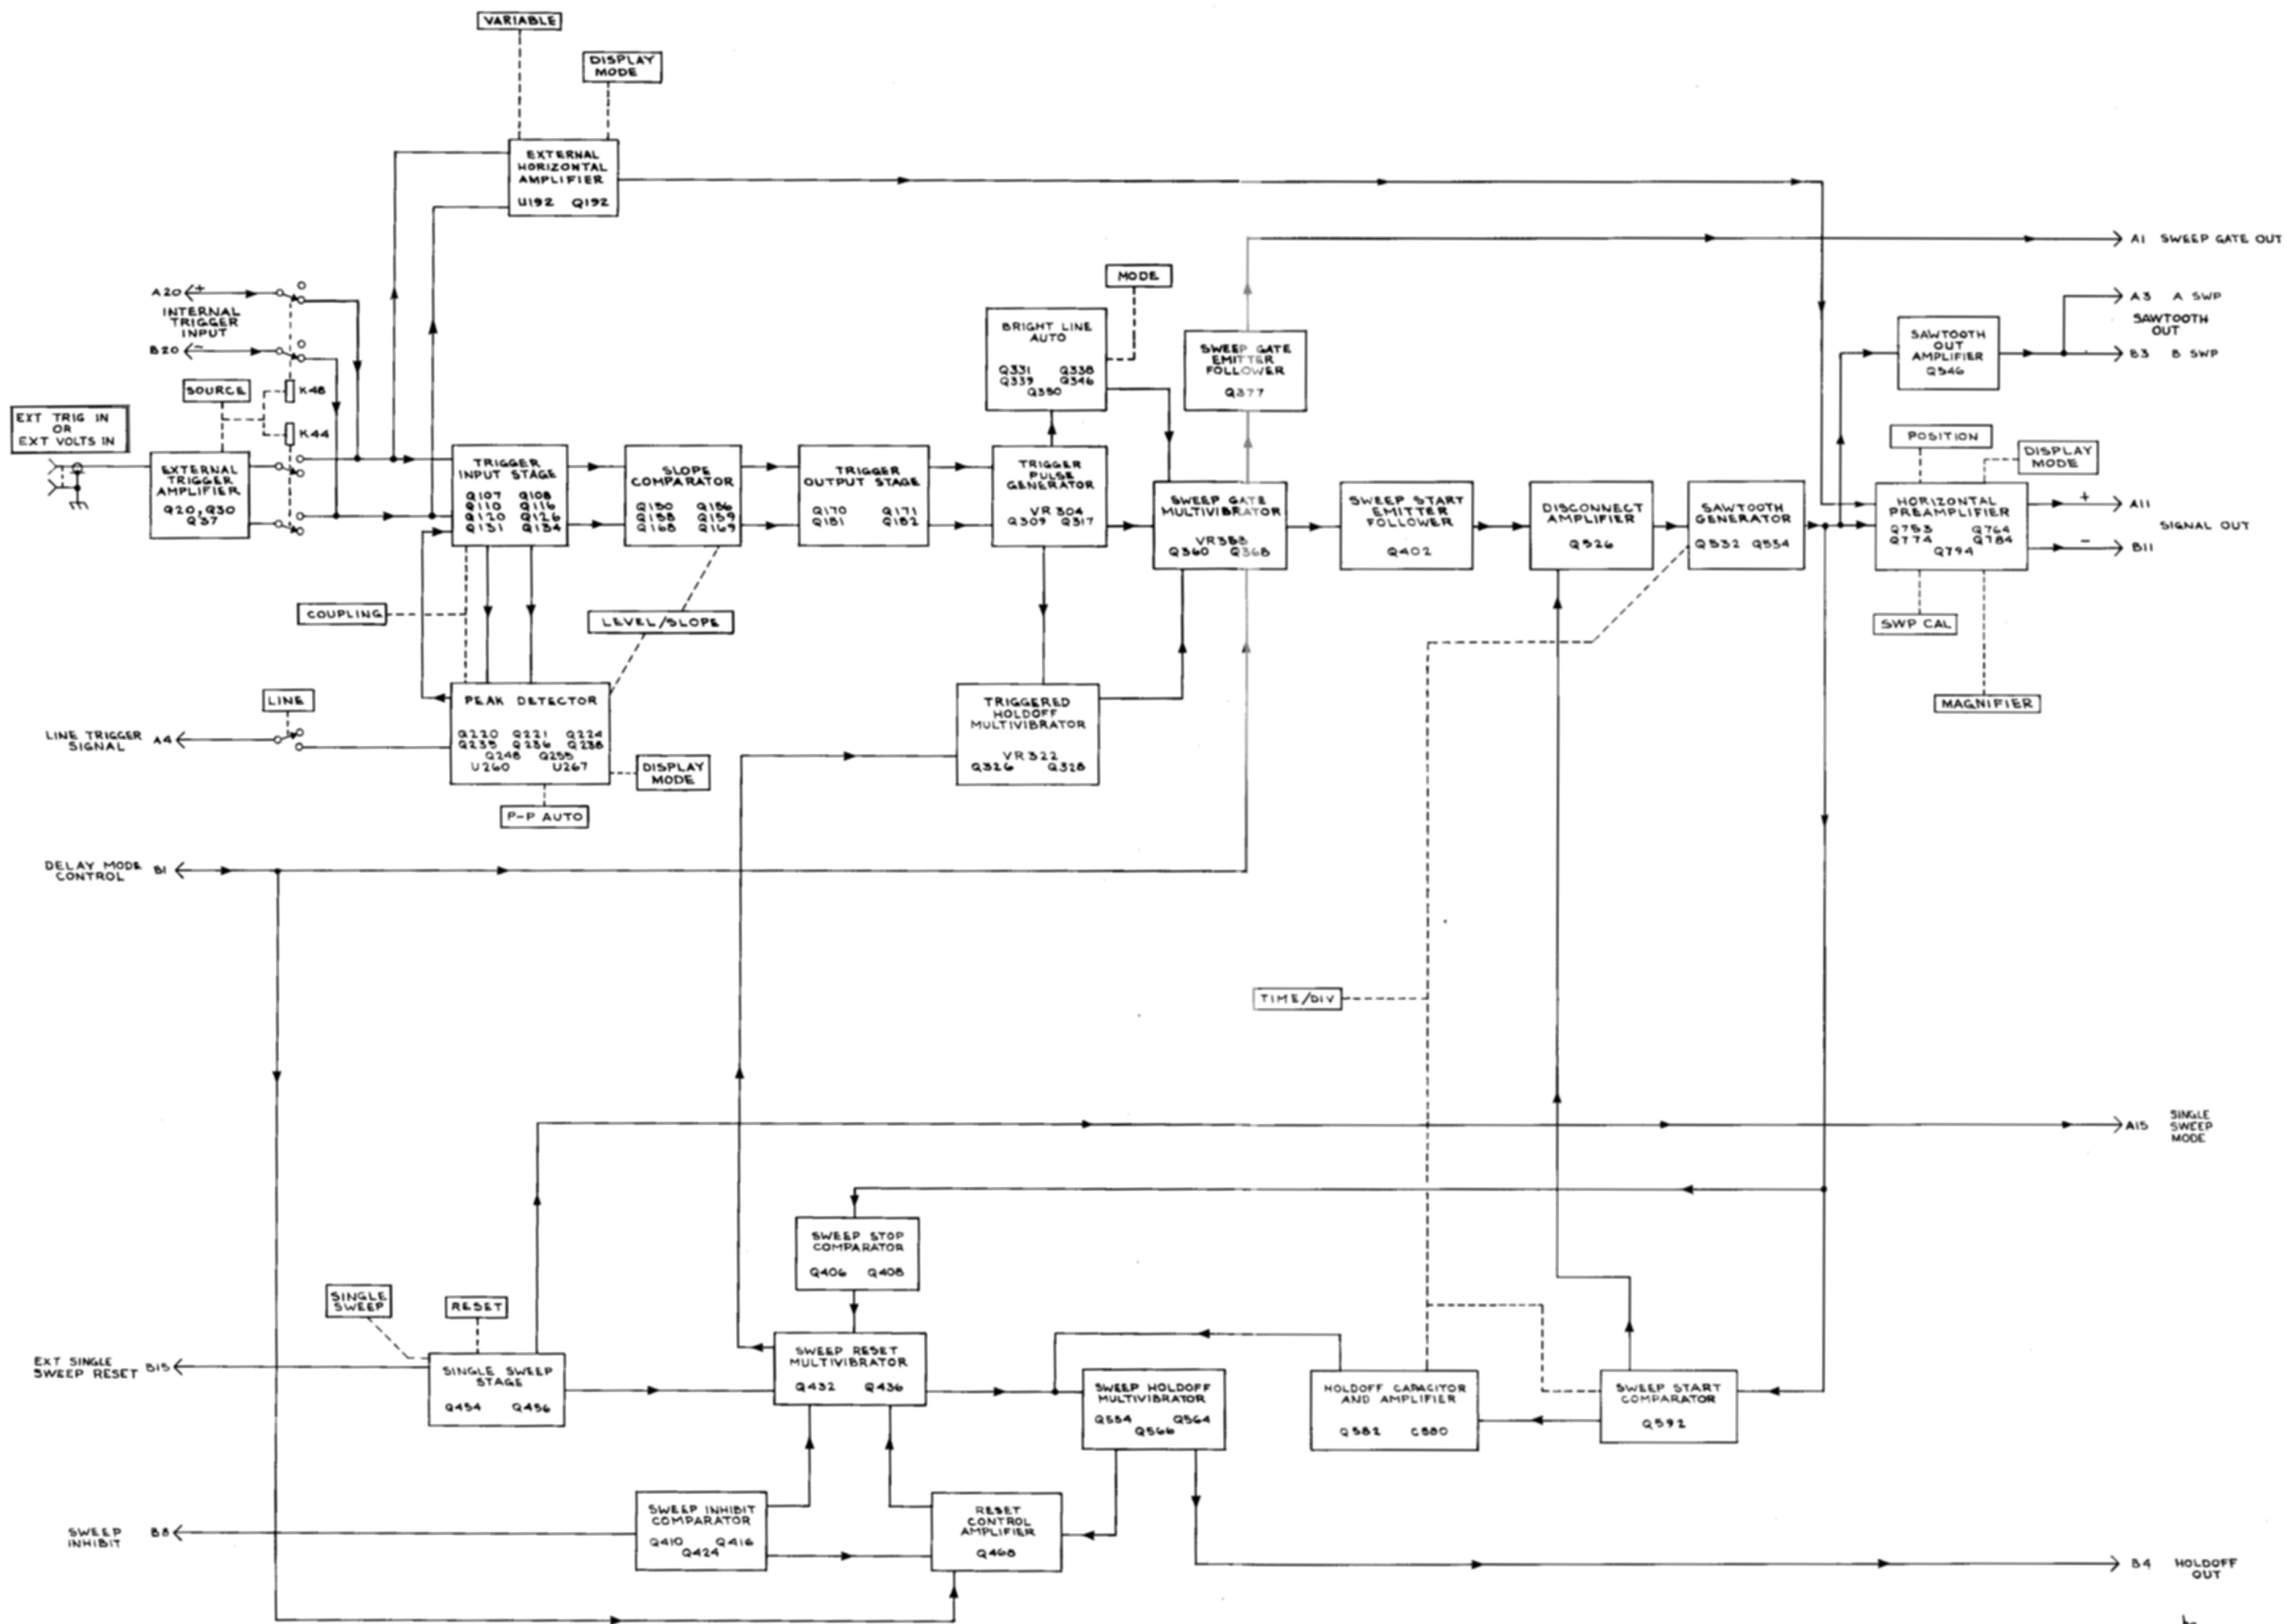 VARIABLE
DISPLAY
MODE
EXTERNAL
HORIZONTAL
AMPLIFIER
U192 Q192
A1 SWEEP GATE OUT
A20 +
INTERNAL
TRIGGER
INPUT
B20 -
SOURCE
K48
K44
EXT TRIG IN
OR
EXT VOLTS IN
EXTERNAL
TRIGGER
AMPLIFIER
Q20, Q30
Q37
TRIGGER
INPUT STAGE
Q107 Q108
Q110 Q116
Q120 Q126
Q131 Q134
SLOPE
COMPARATOR
Q150 Q156
Q158 Q159
Q168 Q169
TRIGGER
OUTPUT STAGE
Q170 Q171
Q181 Q182
MODE
BRIGHT LINE
AUTO
Q331 Q338
Q339 Q346
Q350
TRIGGER
PULSE
GENERATOR
VR304
Q309 Q317
SWEEP GATE
EMITTER
FOLLOWER
Q377
SWEEP GATE
MULTIVIBRATOR
VR353
Q360 Q368
SWEEP START
EMITTER
FOLLOWER
Q402
DISCONNECT
AMPLIFIER
Q526
SAWTOOTH
GENERATOR
Q532 Q534
SAWTOOTH
OUT
AMPLIFIER
Q546
A3 A SWP
SAWTOOTH
OUT
B3 B SWP
POSITION
DISPLAY
MODE
HORIZONTAL
PREAMPLIFIER
Q753 Q764
Q774 Q784
Q794
+ A11
SIGNAL OUT
- B11
SWP CAL
MAGNIFIER
COUPLING
LEVEL/SLOPE
LINE
LINE TRIGGER
SIGNAL A4
PEAK DETECTOR
Q220 Q221 Q224
Q235 Q236 Q238
Q248 Q255
U260 U267
DISPLAY
MODE
P-P AUTO
TRIGGERED
HOLDOFF
MULTIVIBRATOR
VR322
Q326 Q328
DELAY MODE
CONTROL B1
TIME/DIV
A15 SINGLE
SWEEP
MODE
SWEEP STOP
COMPARATOR
Q406 Q408
SINGLE
SWEEP
RESET
EXT SINGLE
SWEEP RESET B15
SINGLE SWEEP
STAGE
Q454 Q456
SWEEP RESET
MULTIVIBRATOR
Q432 Q436
SWEEP HOLDOFF
MULTIVIBRATOR
Q554 Q564
Q566
HOLDOFF CAPACITOR
AND AMPLIFIER
Q582 C580
SWEEP START
COMPARATOR
Q592
SWEEP
INHIBIT B8
SWEEP INHIBIT
COMPARATOR
Q410 Q416
Q424
RESET
CONTROL
AMPLIFIER
Q468
B4 HOLDOFF
OUT